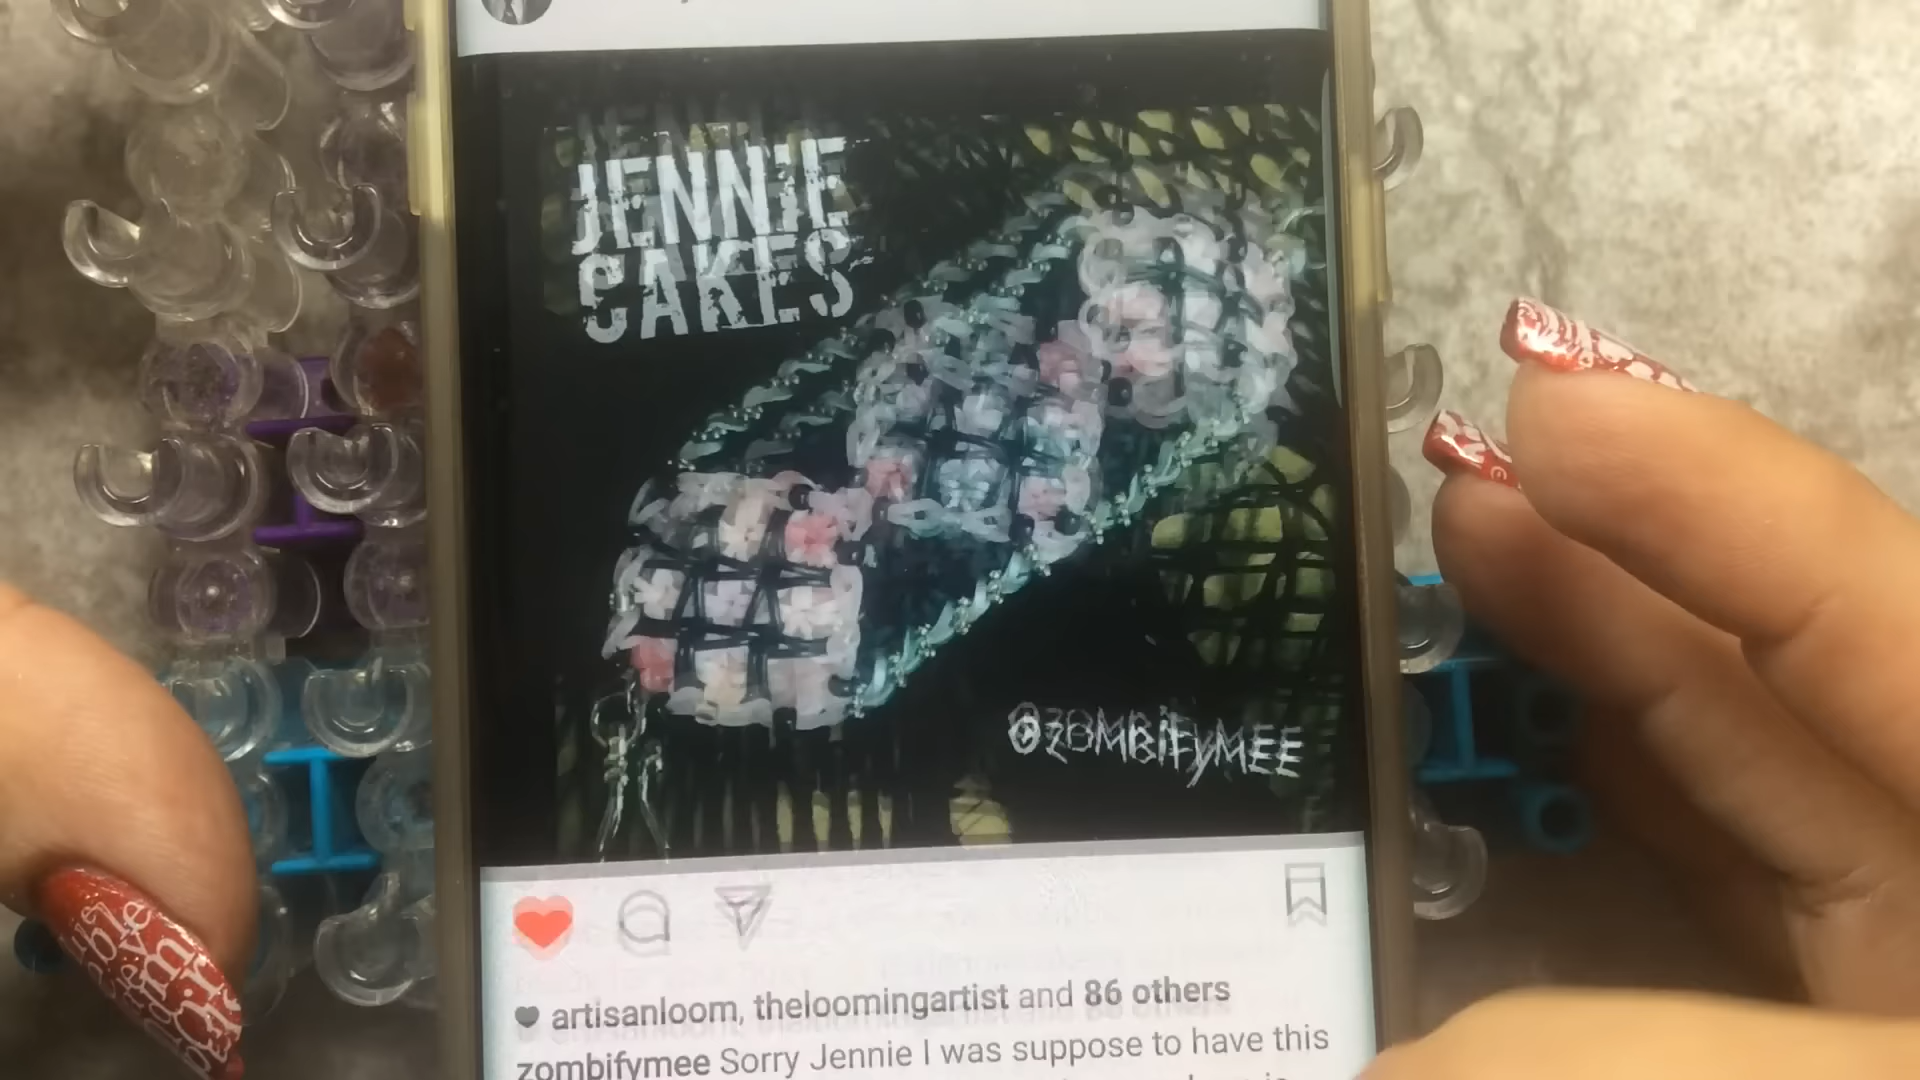 JENNIE
CAKES
@ZOMBiFyMEE
artisanloom, theloomingartist and 86 others
zombifymee Sorry Jennie I was suppose to have this